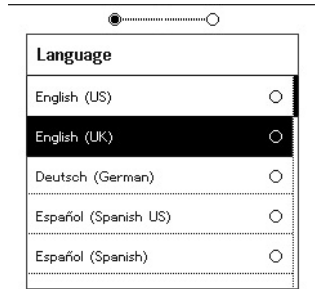 Language
English (US)
English (UK)
Deutsch (German)
Español (Spanish US)
Español (Spanish)